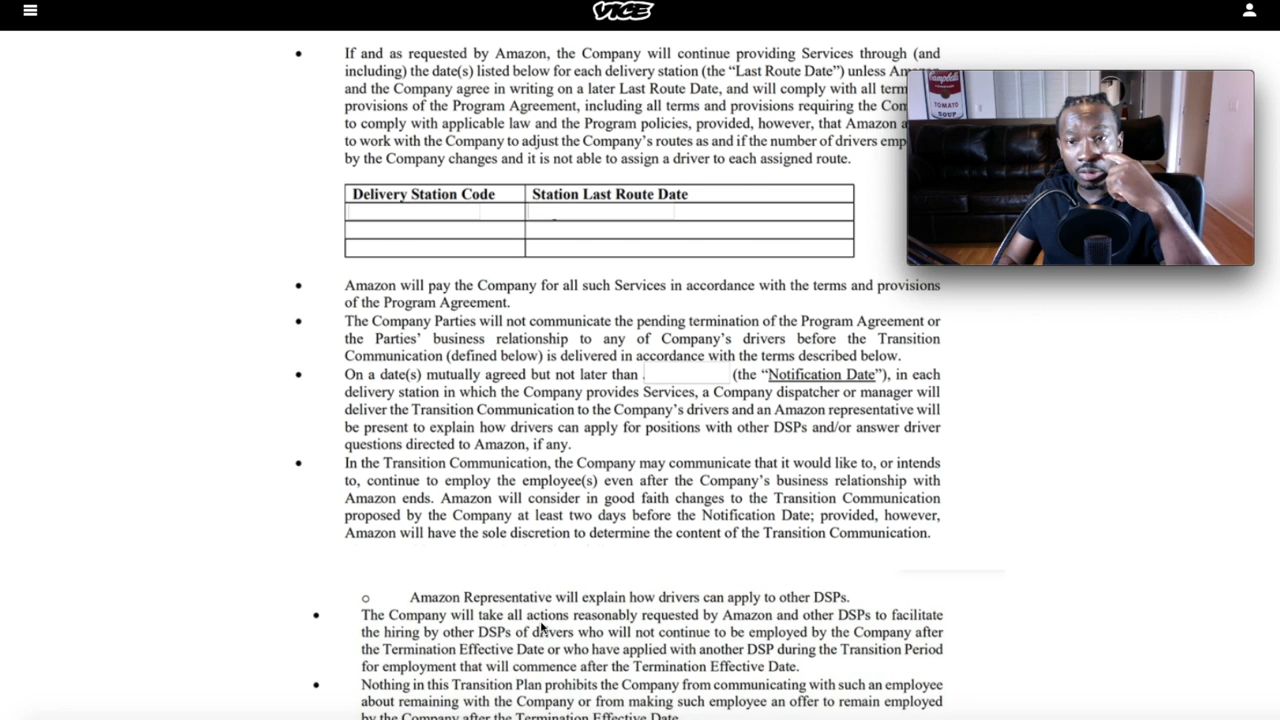 VICE
If and as requested by Amazon, the Company will continue providing Services through (and
including) the date(s) listed below for each delivery station (the “Last Route Date”) unless
and the Company agree in writing on a later Last Route Date, and will comply with all
provisions of the Program Agreement, including all terms and provisions requiring the
to comply with applicable law and the Program policies, provided, however, that Amazon
to work with the Company to adjust the Company’s routes as and if the number of drivers
by the Company changes and it is not able to assign a driver to each assigned route.
Campbell's
TOMATO
SOUP
Delivery Station Code Station Last Route Date
Amazon will pay the Company for all such Services in accordance with the terms and provisions
of the Program Agreement.
The Company Parties will not communicate the pending termination of the Program Agreement or
the Parties’ business relationship to any of Company’s drivers before the Transition
Communication (defined below) is delivered in accordance with the terms described below.
On a date(s) mutually agreed but not later than (the “Notification Date”), in each
delivery station in which the Company provides Services, a Company dispatcher or manager will
deliver the Transition Communication to the Company’s drivers and an Amazon representative will
be present to explain how drivers can apply for positions with other DSPs and/or answer driver
questions directed to Amazon, if any.
In the Transition Communication, the Company may communicate that it would like to, or intends
to, continue to employ the employee(s) even after the Company’s business relationship with
Amazon ends. Amazon will consider in good faith changes to the Transition Communication
proposed by the Company at least two days before the Notification Date; provided, however,
Amazon will have the sole discretion to determine the content of the Transition Communication.
o Amazon Representative will explain how drivers can apply to other DSPs.
The Company will take all actions reasonably requested by Amazon and other DSPs to facilitate
the hiring by other DSPs of drivers who will not continue to be employed by the Company after
the Termination Effective Date or who have applied with another DSP during the Transition Period
for employment that will commence after the Termination Effective Date.
Nothing in this Transition Plan prohibits the Company from communicating with such an employee
about remaining with the Company or from making such employee an offer to remain employed
by the Company after the Termination Effective Date